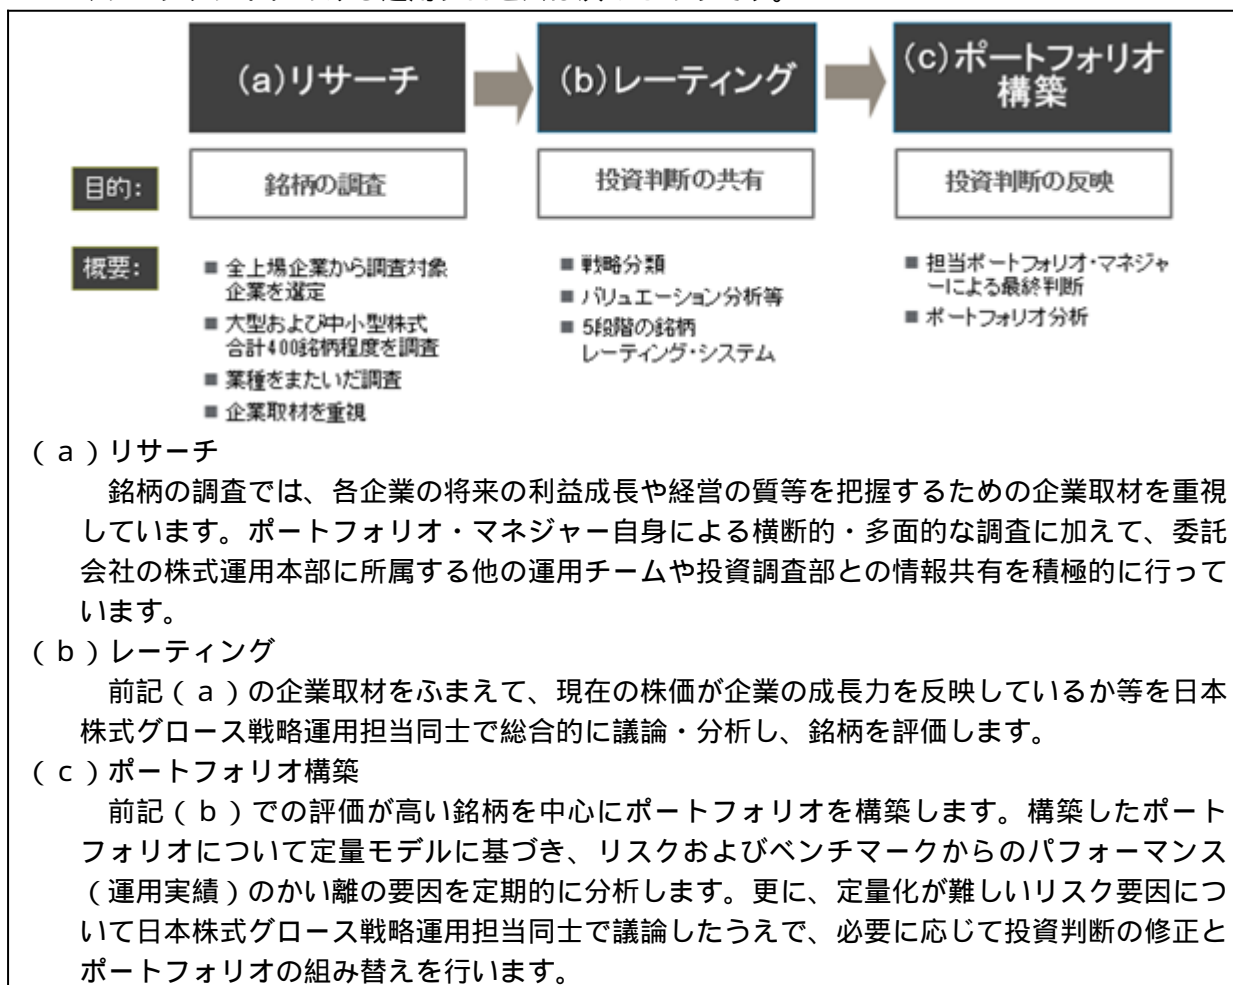 (a)リサーチ
(b)レーティング
(c)ポートフォリオ
構築
目的:
銘柄の調査
投資判断の共有
投資判断の反映
概要:
■ 全上場企業から調査対象
企業を選定
■ 大型および中小型株式
合計400銘柄程度を調査
■ 業種をまたいだ調査
■ 企業取材を重視
■ 戦略分類
■ バリュエーション分析等
■ 5段階の銘柄
レーティング・システム
■ 担当ポートフォリオ・マネジャ
ーによる最終判断
■ ポートフォリオ分析
(a)リサーチ
銘柄の調査では、各企業の将来の利益成長や経営の質等を把握するための企業取材を重視
しています。ポートフォリオ・マネジャー自身による横断的・多面的な調査に加えて、委託
会社の株式運用本部に所属する他の運用チームや投資調査部との情報共有を積極的に行って
います。
(b)レーティング
前記(a)の企業取材をふまえて、現在の株価が企業の成長力を反映しているか等を日本
株式グロース戦略運用担当同士で総合的に議論・分析し、銘柄を評価します。
(c)ポートフォリオ構築
前記(b)での評価が高い銘柄を中心にポートフォリオを構築します。構築したポート
フォリオについて定量モデルに基づき、リスクおよびベンチマークからのパフォーマンス
(運用実績)のかい離の要因を定期的に分析します。更に、定量化が難しいリスク要因につ
いて日本株式グロース戦略運用担当同士で議論したうえで、必要に応じて投資判断の修正と
ポートフォリオの組み替えを行います。